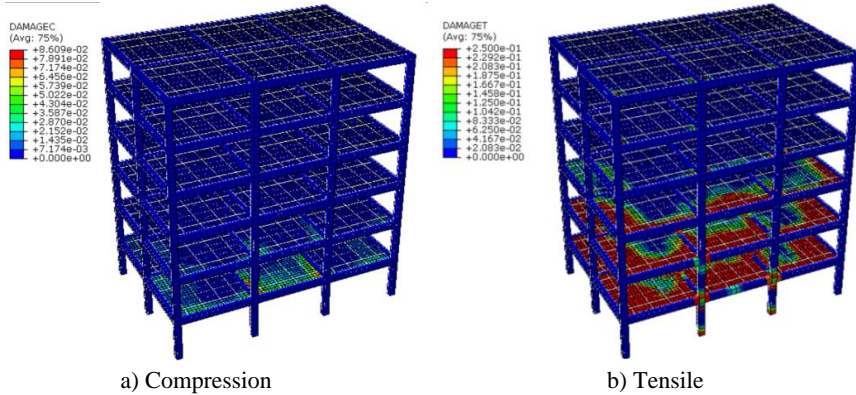 DAMAGEC
(Avg: 75%)
+8.609e-02
+7.891e-02
+7.174e-02
+6.456e-02
+5.739e-02
+5.022e-02
+4.304e-02
+3.587e-02
+2.870e-02
+2.152e-02
+1.435e-02
+7.174e-03
+0.000e+00
DAMAGET
(Avg: 75%)
+2.500e-01
+2.292e-01
+2.083e-01
+1.875e-01
+1.667e-01
+1.458e-01
+1.250e-01
+1.042e-01
+8.333e-02
+6.250e-02
+4.167e-02
+2.083e-02
+0.000e+00
a) Compression
b) Tensile